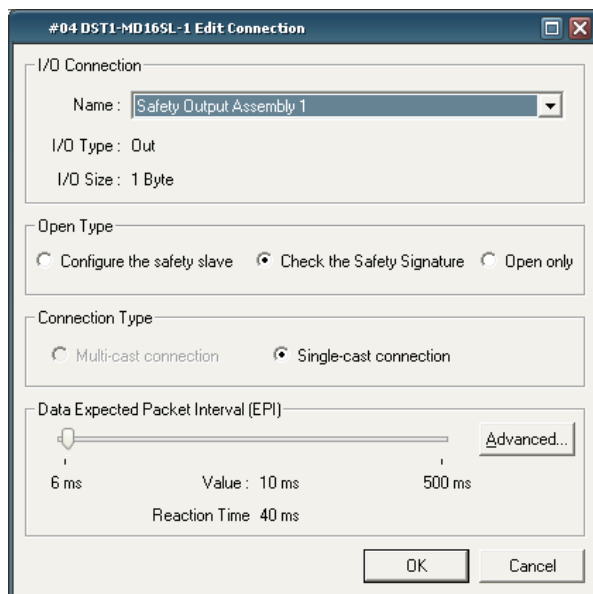 #04 DST1-MD16SL-1 Edit Connection
I/O Connection
Name : Safety Output Assembly 1
I/O Type : Out
I/O Size : 1 Byte
Open Type
Configure the safety slave Check the Safety Signature Open only
Connection Type
Multi-cast connection Single-cast connection
Data Expected Packet Interval (EPI)
Advanced...
6 ms Value : 10 ms 500 ms
Reaction Time 40 ms
OK Cancel